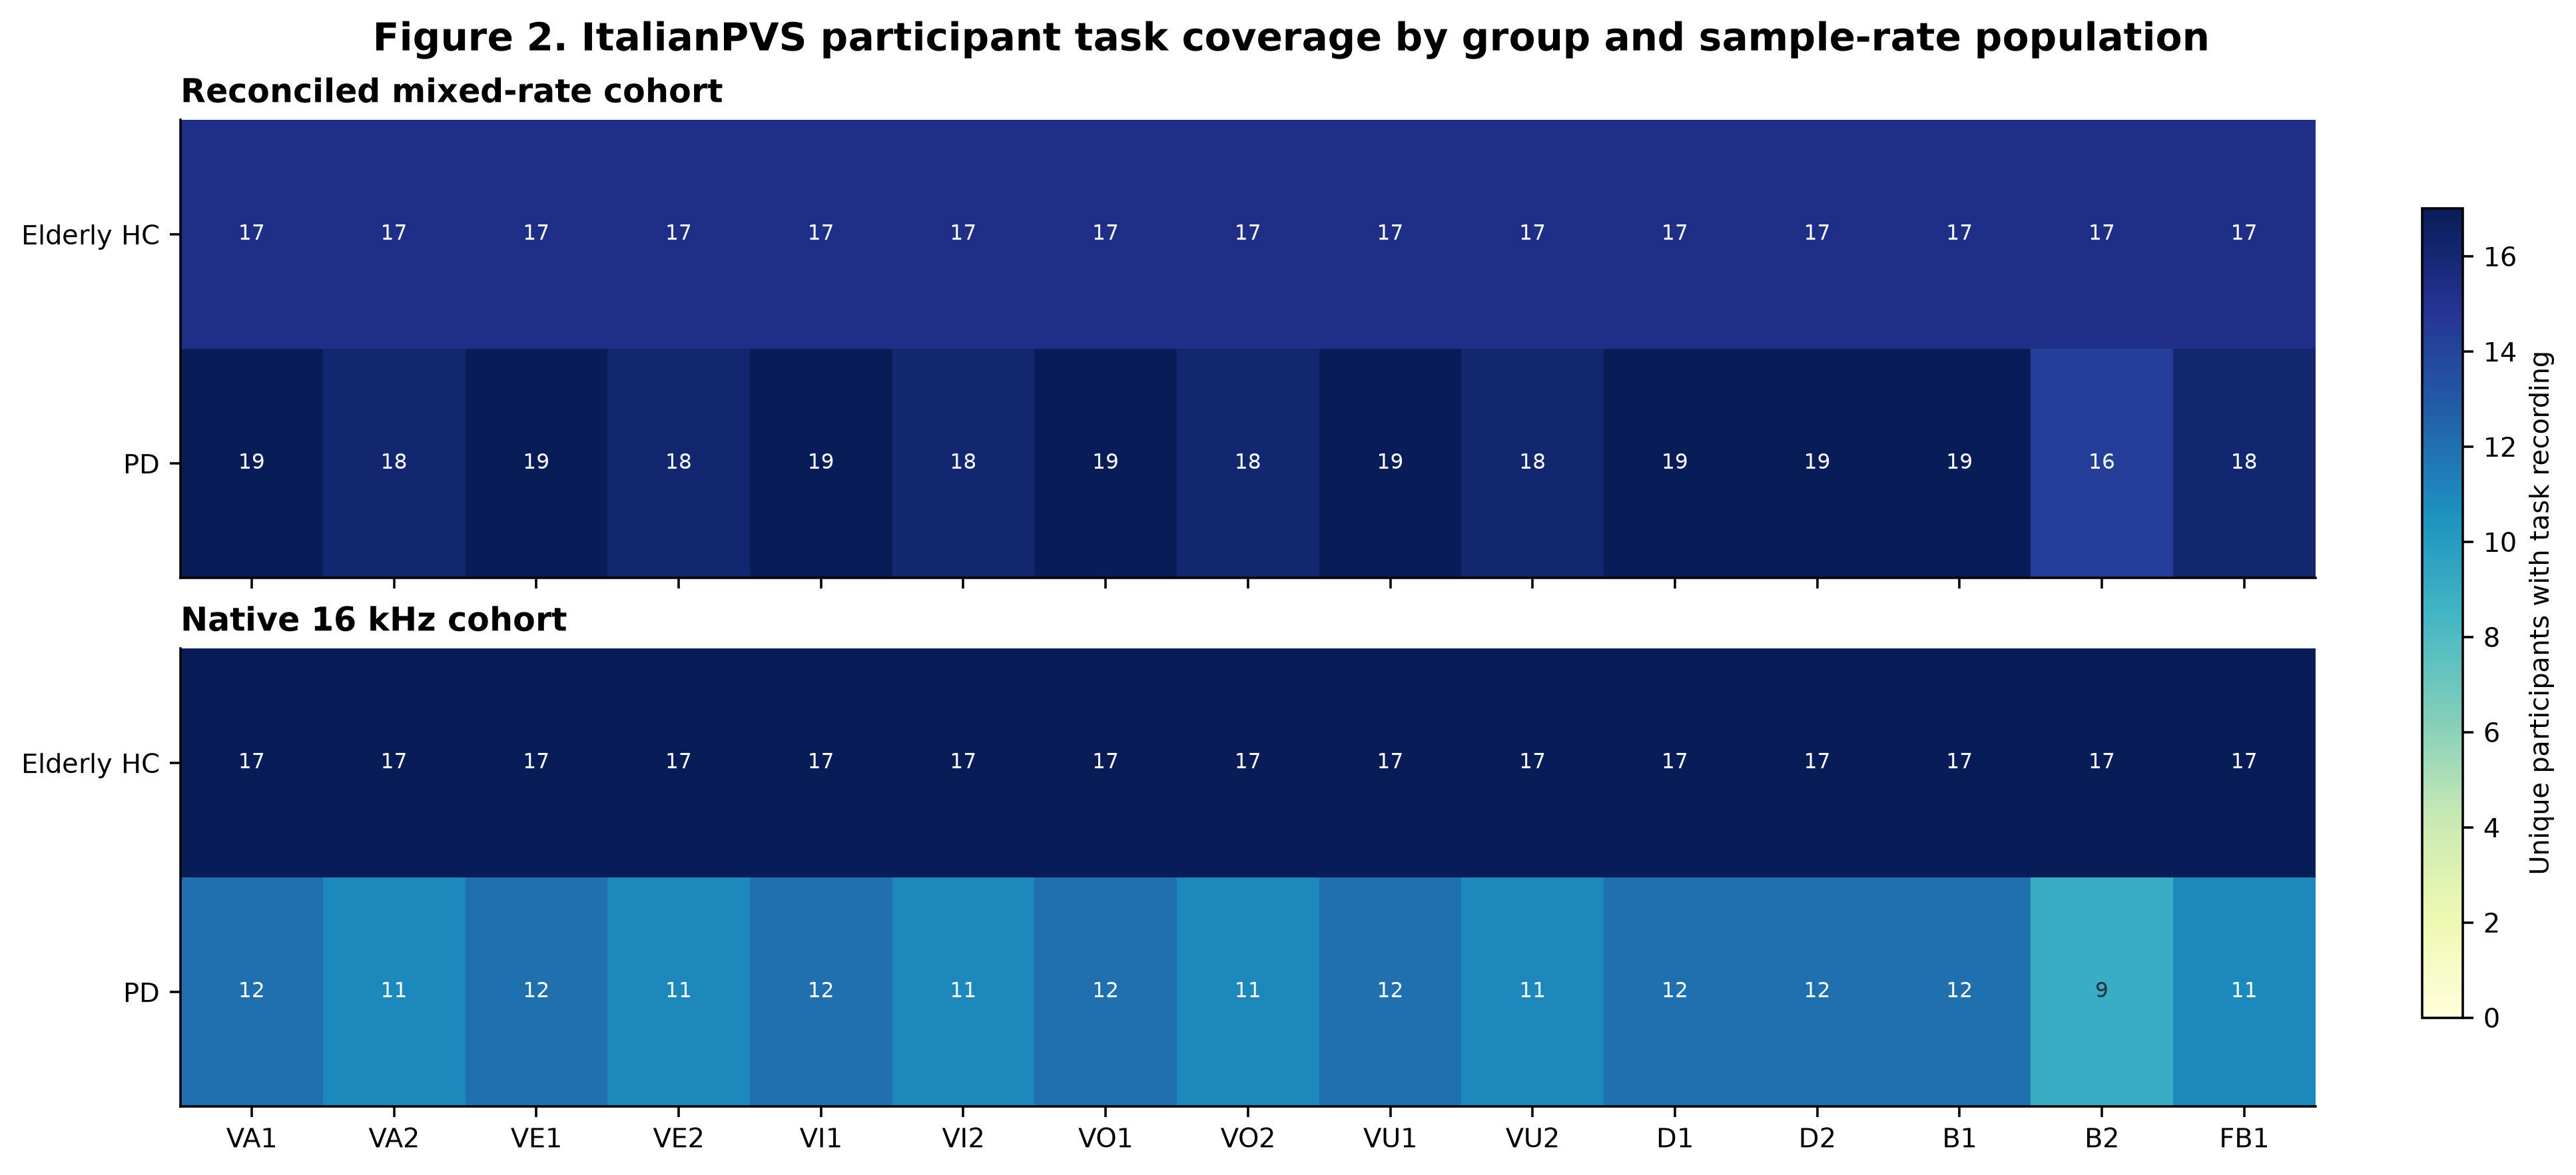 Figure 2. ItalianPVS participant task coverage by group and sample-rate population
Reconciled mixed-rate cohort
Elderly HC 17 17 17 17 17 17 17 17 17 17 17 17 17 17 17
PD 19 18 19 18 19 18 19 18 19 18 19 19 19 16 18
Native 16 kHz cohort
Elderly HC 17 17 17 17 17 17 17 17 17 17 17 17 17 17 17
PD 12 11 12 11 12 11 12 11 12 11 12 12 12 9 11
VA1 VA2 VE1 VE2 VI1 VI2 VO1 VO2 VU1 VU2 D1 D2 B1 B2 FB1
16
14
12
10
8
6
4
2
0
Unique participants with task recording